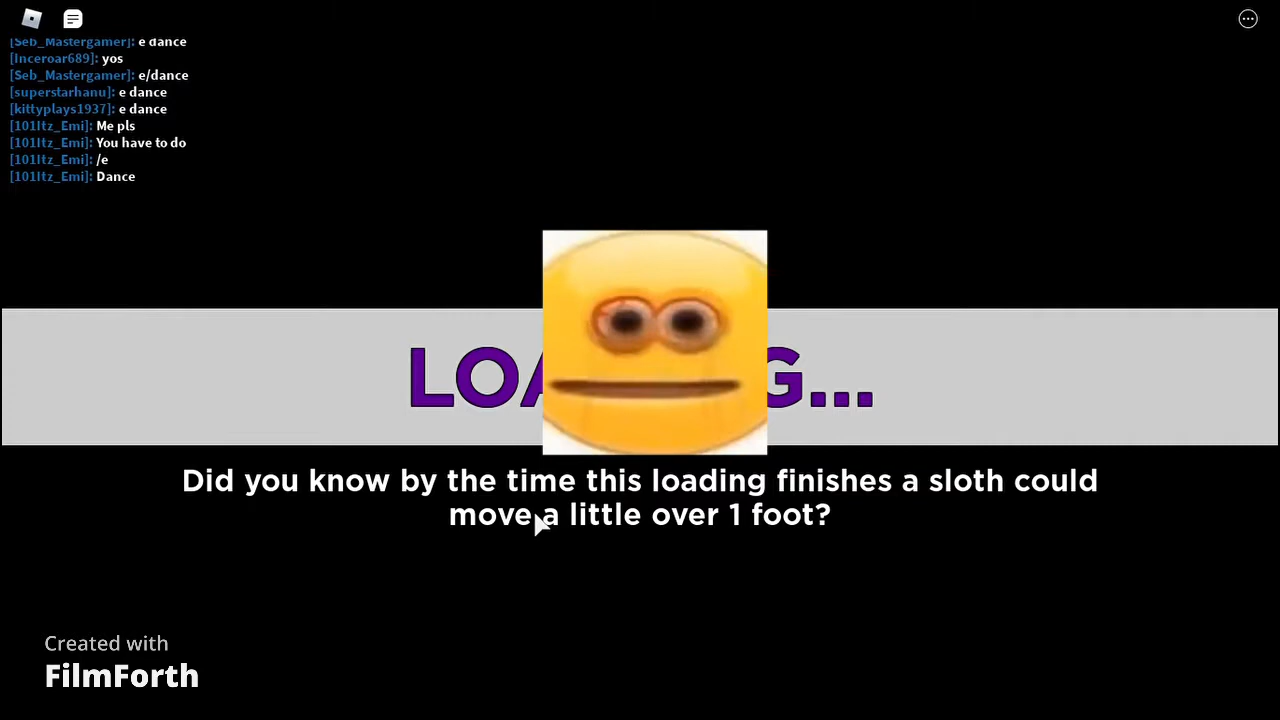 [Seb_Mastergamer]: e dance
[Inceroar689]: yos
[Seb_Mastergamer]: e/dance
[superstarhanu]: e dance
[kittyplays1937]: e dance
[101Itz_Emi]: Me pls
[101Itz_Emi]: You have to do
[101Itz_Emi]: /e
[101Itz_Emi]: Dance
LOA G...
Did you know by the time this loading finishes a sloth could
move a little over 1 foot?
Created with
FilmForth